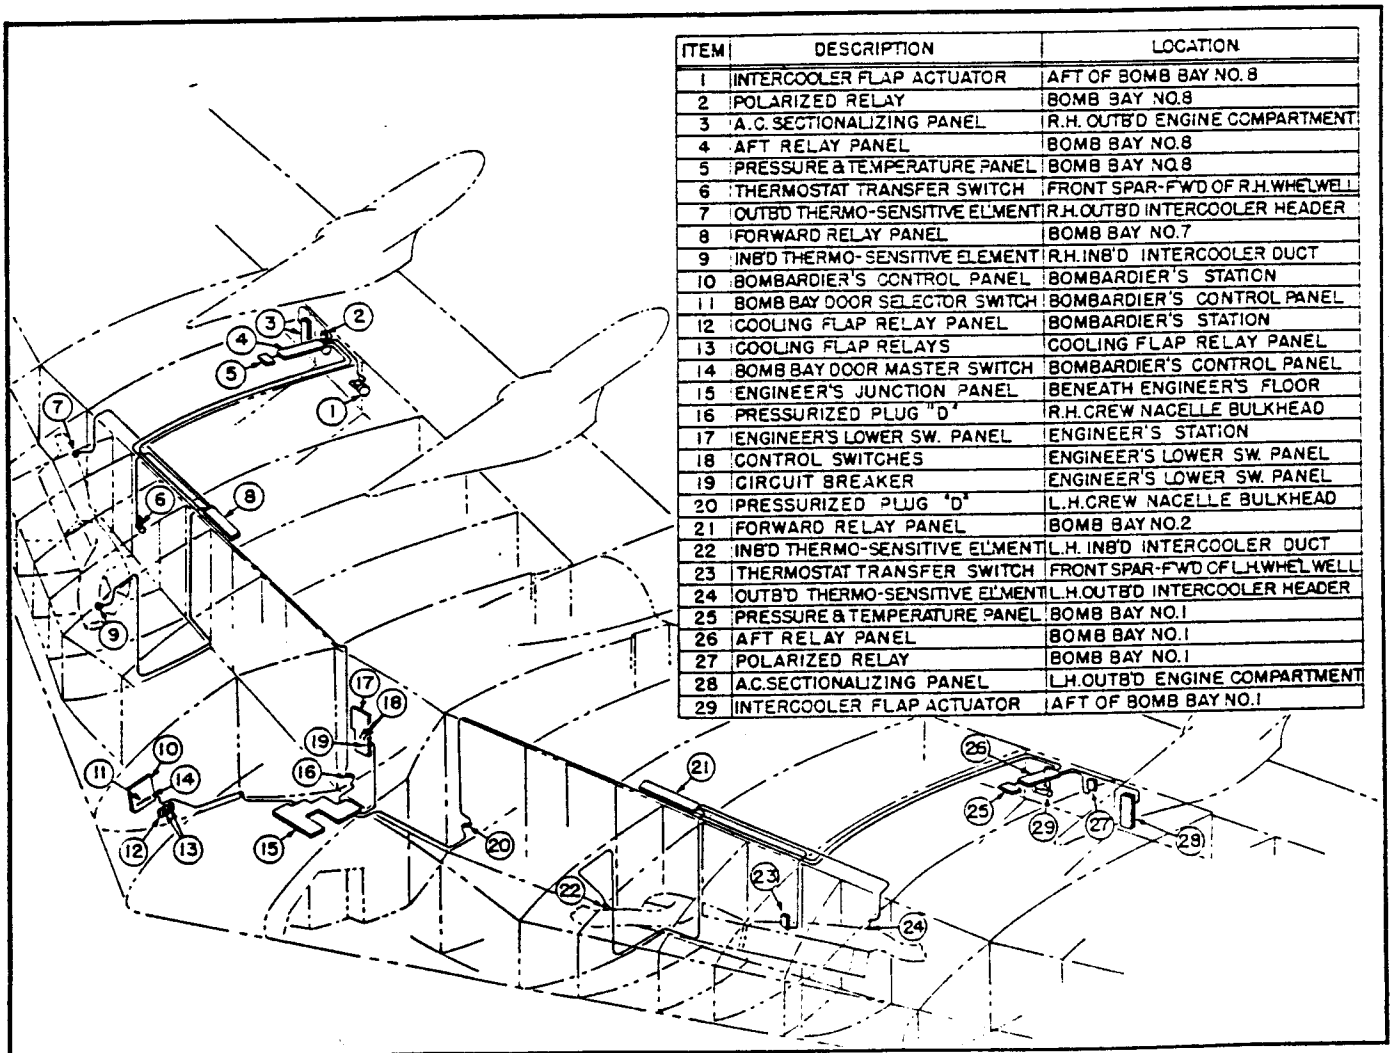 ITEM DESCRIPTION LOCATION
1 INTERCOOLER FLAP ACTUATOR AFT OF BOMB BAY NO. 8
2 POLARIZED RELAY BOMB BAY NO.8
3 A.C. SECTIONALIZING PANEL R.H. OUTB'D ENGINE COMPARTMENT
4 AFT RELAY PANEL BOMB BAY NO.8
5 PRESSURE & TEMPERATURE PANEL BOMB BAY NO.8
6 THERMOSTAT TRANSFER SWITCH FRONT SPAR-FWD OF R.H. WHELWELL
7 OUTB'D THERMO-SENSITIVE EL'MENT R.H. OUTB'D INTERCOOLER HEADER
8 FORWARD RELAY PANEL BOMB BAY NO.7
9 INB'D THERMO-SENSITIVE ELEMENT R.H. INB'D INTERCOOLER DUCT
10 BOMBARDIER'S CONTROL PANEL BOMBARDIER'S STATION
11 BOMB BAY DOOR SELECTOR SWITCH BOMBARDIER'S CONTROL PANEL
12 COOLING FLAP RELAY PANEL BOMBARDIER'S STATION
13 COOLING FLAP RELAYS COOLING FLAP RELAY PANEL
14 BOMB BAY DOOR MASTER SWITCH BOMBARDIER'S CONTROL PANEL
15 ENGINEER'S JUNCTION PANEL BENEATH ENGINEER'S FLOOR
16 PRESSURIZED PLUG "D" R.H. CREW NACELLE BULKHEAD
17 ENGINEER'S LOWER SW. PANEL ENGINEER'S STATION
18 CONTROL SWITCHES ENGINEER'S LOWER SW. PANEL
19 CIRCUIT BREAKER ENGINEER'S LOWER SW. PANEL
20 PRESSURIZED PLUG "D" L.H. CREW NACELLE BULKHEAD
21 FORWARD RELAY PANEL BOMB BAY NO.2
22 INB'D THERMO-SENSITIVE EL'MENT L.H. INB'D INTERCOOLER DUCT
23 THERMOSTAT TRANSFER SWITCH FRONT SPAR-FWD OF L.H. WHEL WELL
24 OUTB'D THERMO-SENSITIVE EL'MENT L.H. OUTB'D INTERCOOLER HEADER
25 PRESSURE & TEMPERATURE PANEL BOMB BAY NO.1
26 AFT RELAY PANEL BOMB BAY NO.1
27 POLARIZED RELAY BOMB BAY NO.1
28 A.C. SECTIONALIZING PANEL L.H. OUTB'D ENGINE COMPARTMENT
29 INTERCOOLER FLAP ACTUATOR AFT OF BOMB BAY NO.1
3
2
4
5
1
7
6
8
9
17
18
19
10
11
14
16
12
13
15
20
21
26
25
29
27
28
22
23
24